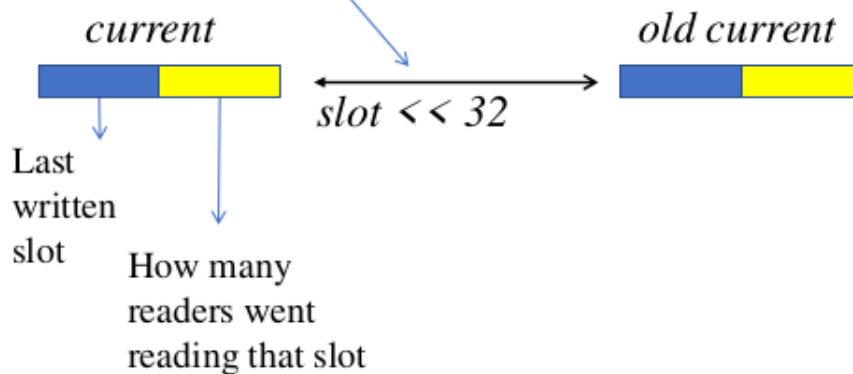 current
old current
slot << 32
Last
written
slot
How many
readers went
reading that slot